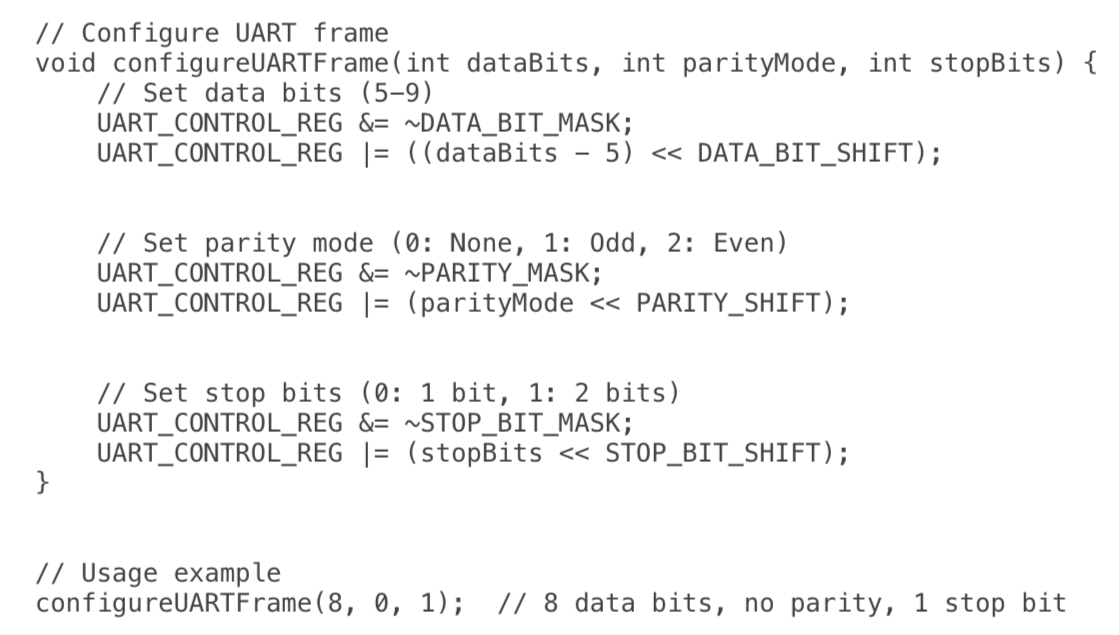 // Configure UART frame
void configureUARTFrame(int dataBits, int parityMode, int stopBits) {
    // Set data bits (5–9)
    UART_CONTROL_REG &= ~DATA_BIT_MASK;
    UART_CONTROL_REG |= ((dataBits – 5) << DATA_BIT_SHIFT);
    // Set parity mode (0: None, 1: Odd, 2: Even)
    UART_CONTROL_REG &= ~PARITY_MASK;
    UART_CONTROL_REG |= (parityMode << PARITY_SHIFT);
    // Set stop bits (0: 1 bit, 1: 2 bits)
    UART_CONTROL_REG &= ~STOP_BIT_MASK;
    UART_CONTROL_REG |= (stopBits << STOP_BIT_SHIFT);
}
// Usage example
configureUARTFrame(8, 0, 1);  // 8 data bits, no parity, 1 stop bit